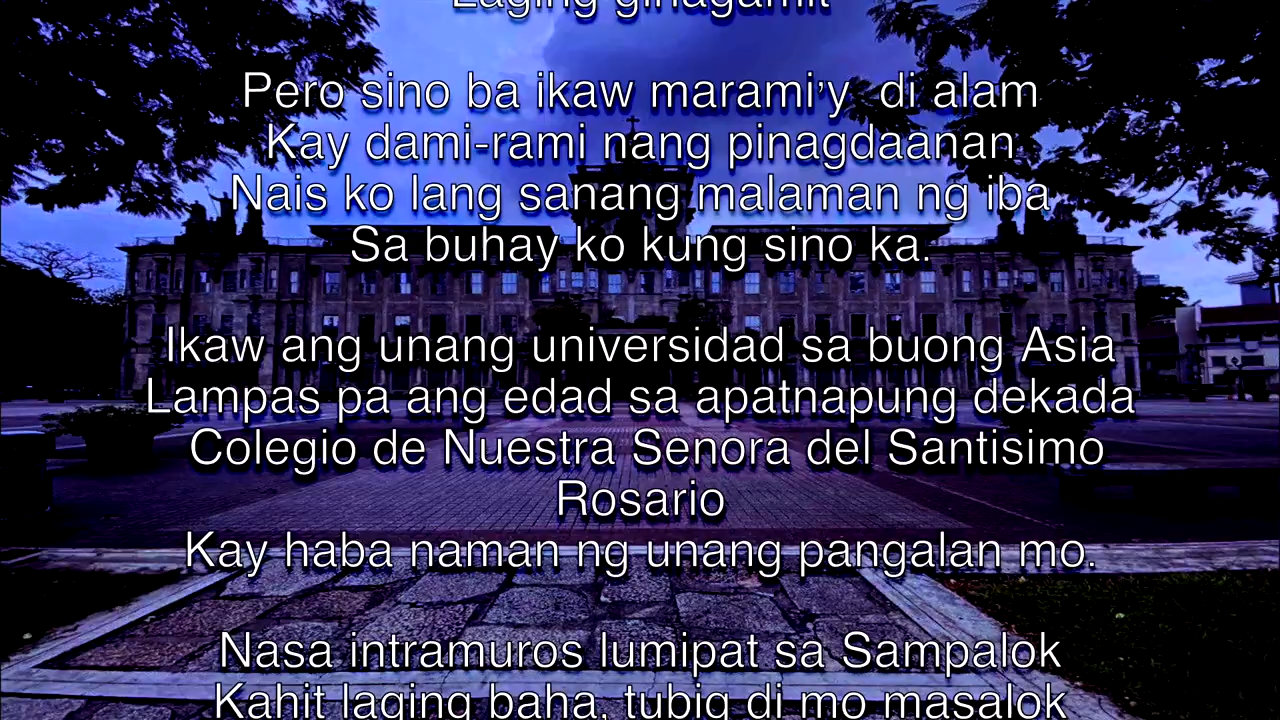 Laging ginagamit
Pero sino ba ikaw marami'y  di alam
Kay dami-rami nang pinagdaanan
Nais ko lang sanang malaman ng iba
Sa buhay ko kung sino ka.
Ikaw ang unang universidad sa buong Asia
Lampas pa ang edad sa apatnapung dekada
Colegio de Nuestra Senora del Santisimo
Rosario
Kay haba naman ng unang pangalan mo.
Nasa intramuros lumipat sa Sampalok
Kahit laging baha, tubig di mo masalok